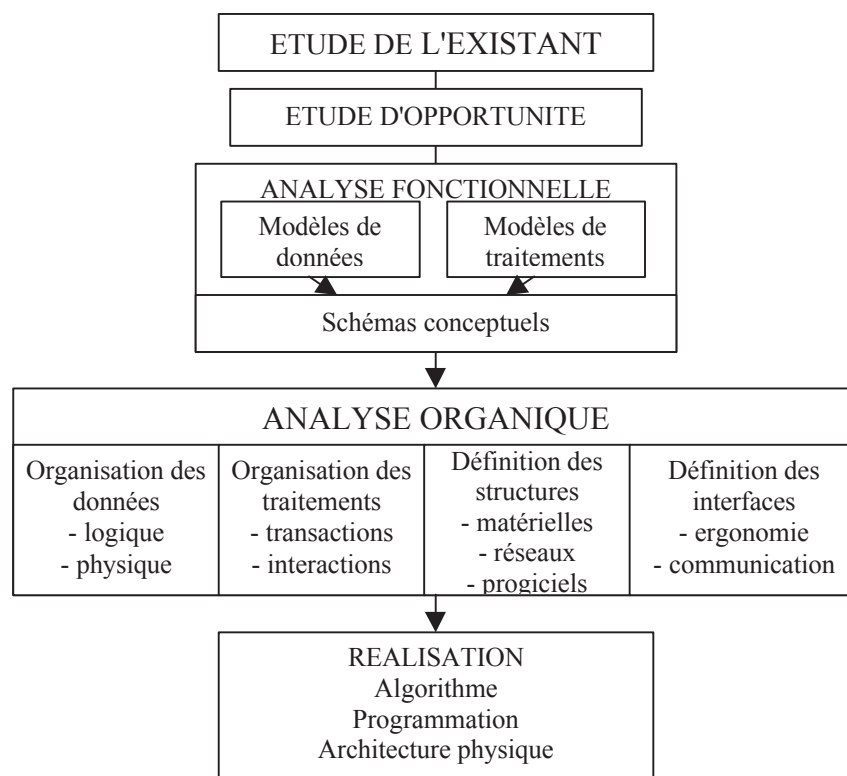 ETUDE DE L'EXISTANT
ETUDE D'OPPORTUNITE
ANALYSE FONCTIONNELLE
Modèles de
données
Modèles de
traitements
Schémas conceptuels
ANALYSE ORGANIQUE
Organisation des
données
- logique
- physique
Organisation des
traitements
- transactions
- interactions
Définition des
structures
- matérielles
- réseaux
- progiciels
Définition des
interfaces
- ergonomie
- communication
REALISATION
Algorithme
Programmation
Architecture physique